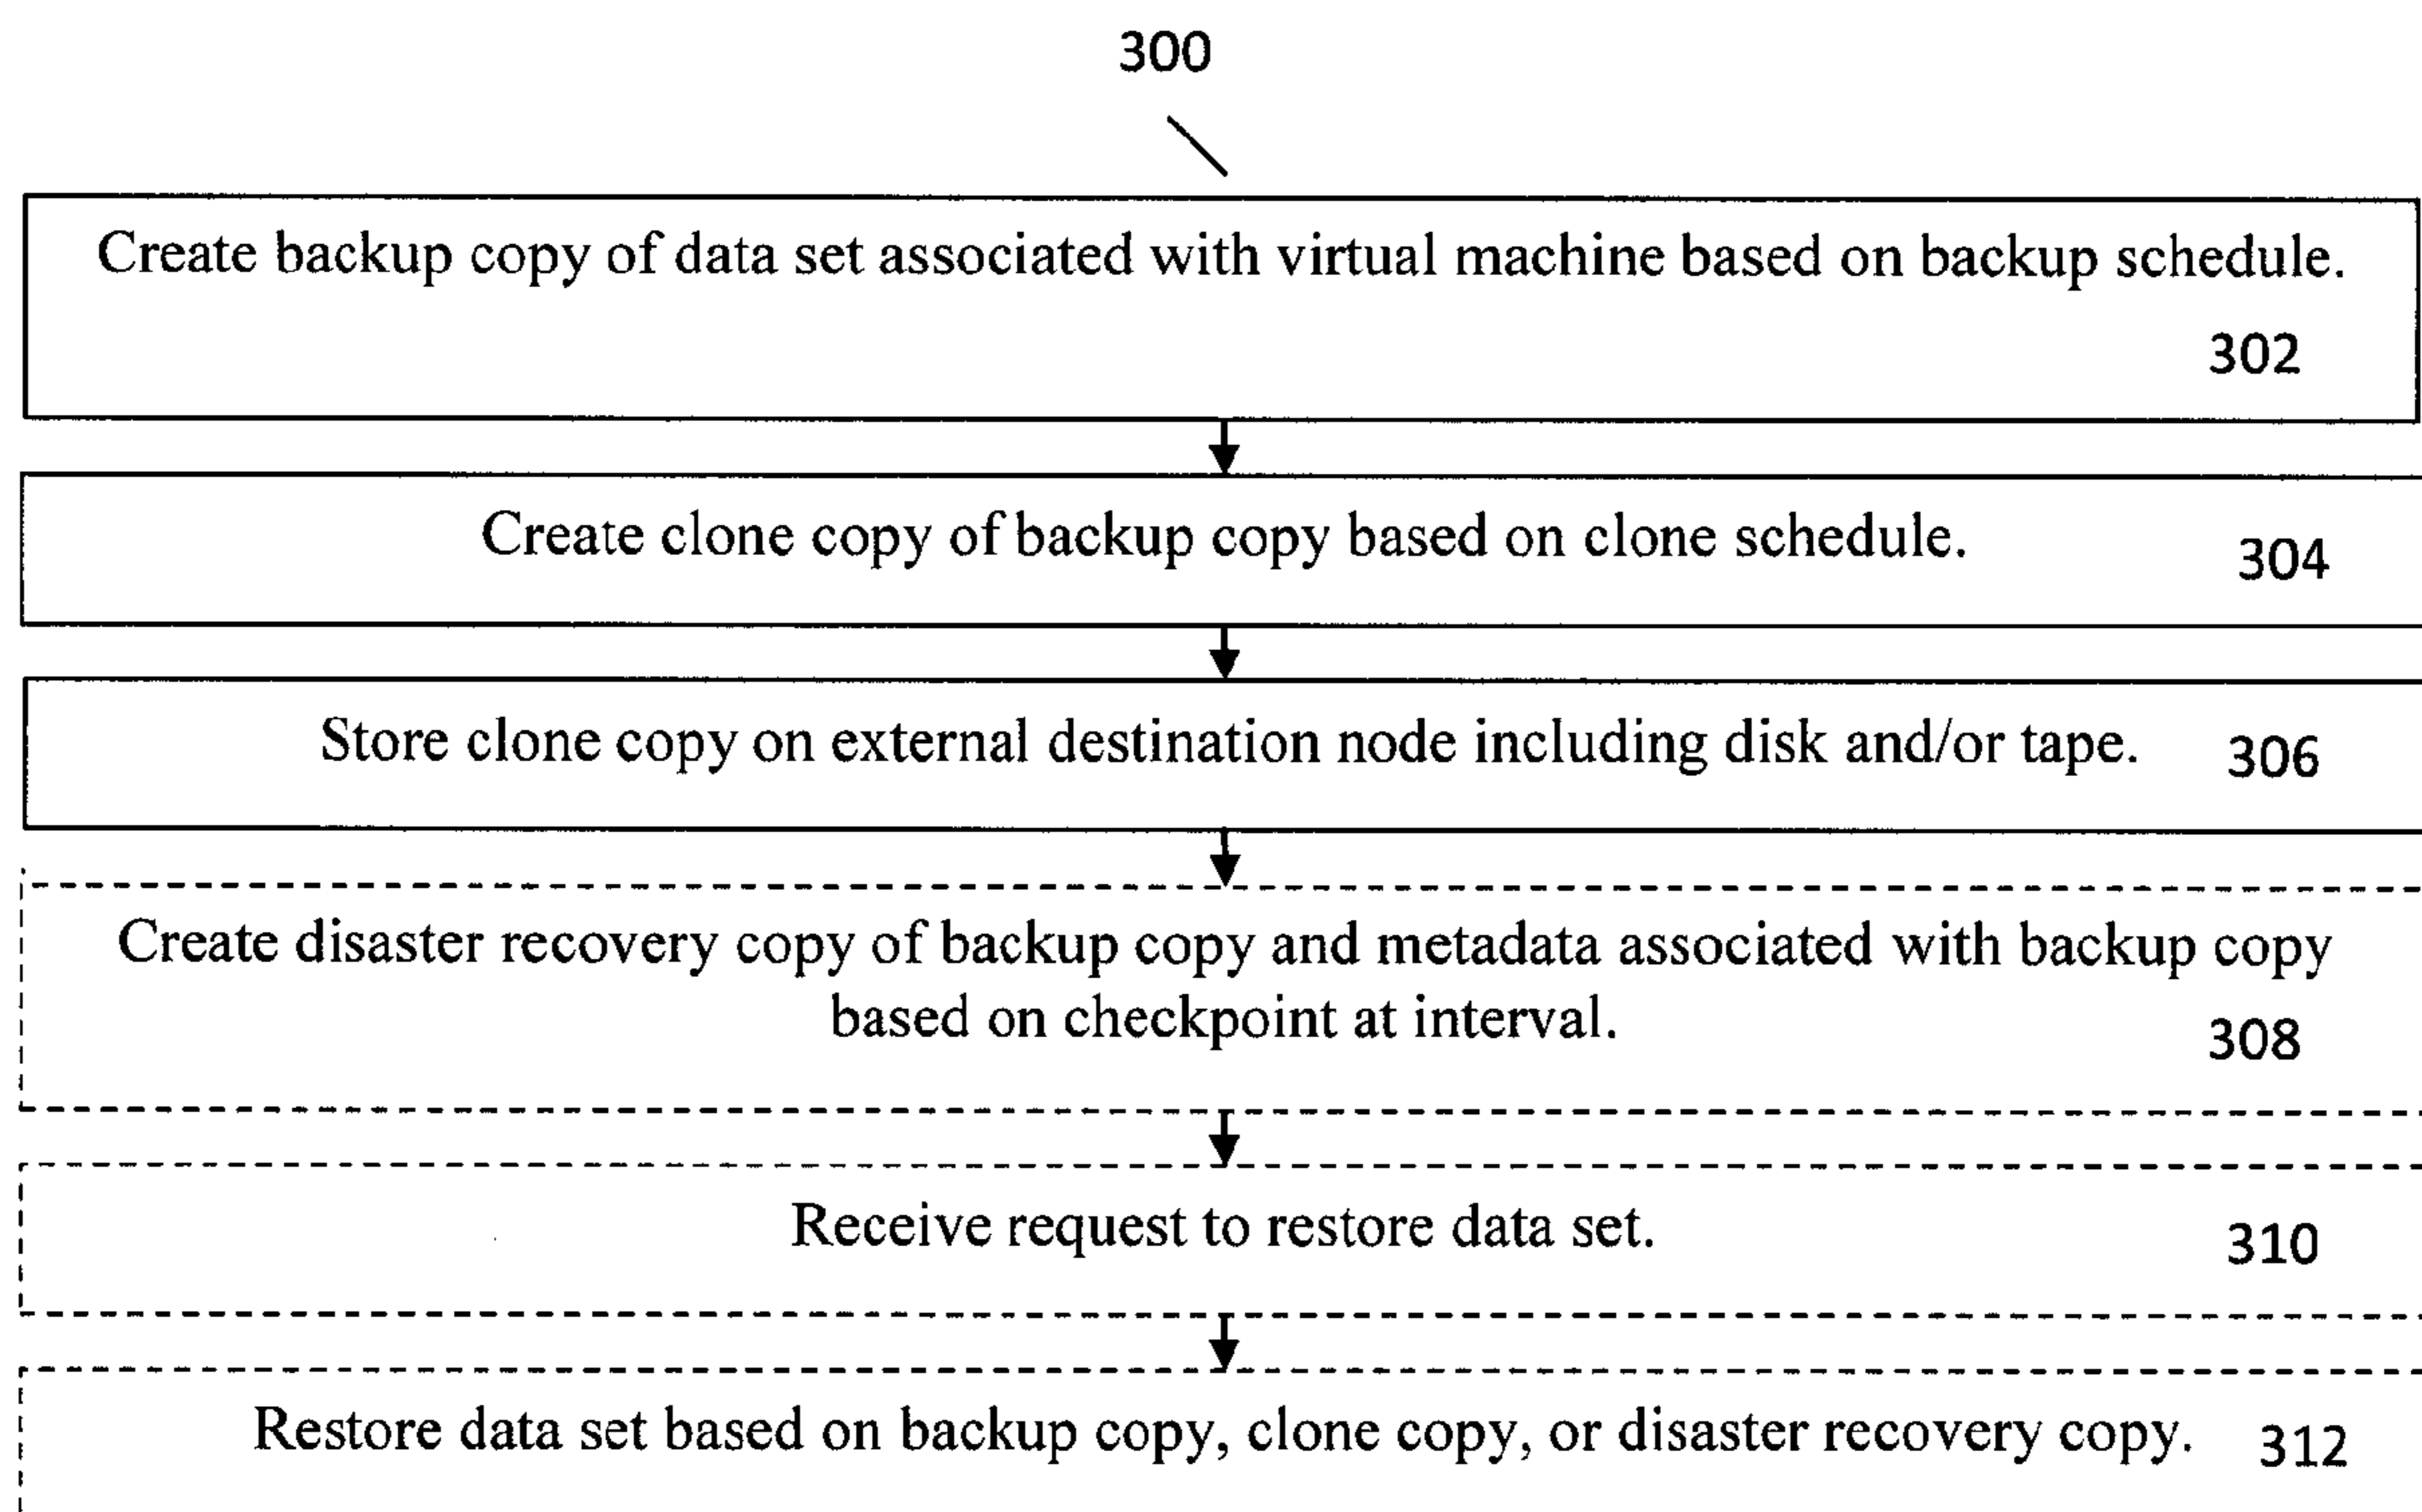 300
Create backup copy of data set associated with virtual machine based on backup schedule.
302
Create clone copy of backup copy based on clone schedule.
304
Store clone copy on external destination node including disk and/or tape.
306
Create disaster recovery copy of backup copy and metadata associated with backup copy
based on checkpoint at interval.
308
Receive request to restore data set.
310
Restore data set based on backup copy, clone copy, or disaster recovery copy.
312